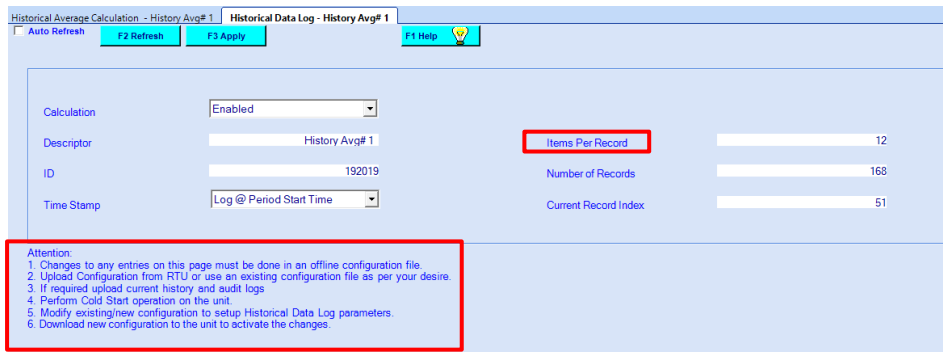 Historical Average Calculation - History Avg# 1 Historical Data Log - History Avg# 1
Auto Refresh F2 Refresh F3 Apply F1 Help
Calculation Enabled
Descriptor History Avg# 1 Items Per Record 12
ID 192019 Number of Records 168
Time Stamp Log @ Period Start Time Current Record Index 51
Attention:
1. Changes to any entries on this page must be done in an offline configuration file.
2. Upload Configuration from RTU or use an existing configuration file as per your desire.
3. If required upload current history and audit logs
4. Perform Cold Start operation on the unit.
5. Modify existing/new configuration to setup Historical Data Log parameters.
6. Download new configuration to the unit to activate the changes.